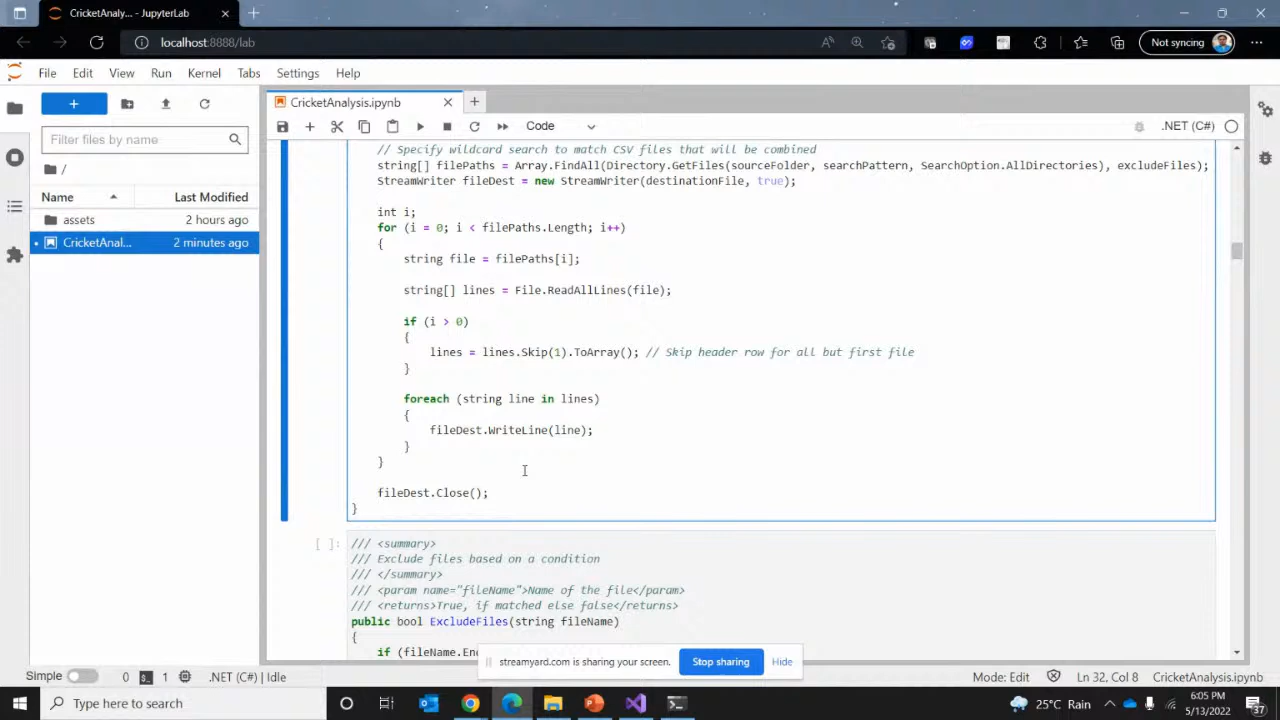 CricketAnaly... - JupyterLab
localhost:8888/lab
Not syncing
File Edit View Run Kernel Tabs Settings Help
CricketAnalysis.ipynb
Filter files by name
Code
.NET (C#)
/
Name Last Modified
assets 2 hours ago
CricketAnal... 2 minutes ago
// Specify wildcard search to match CSV files that will be combined
string[] filePaths = Array.FindAll(Directory.GetFiles(sourceFolder, searchPattern, SearchOption.AllDirectories), excludeFiles);
StreamWriter fileDest = new StreamWriter(destinationFile, true);
int i;
for (i = 0; i < filePaths.Length; i++)
{
string file = filePaths[i];
string[] lines = File.ReadAllLines(file);
if (i > 0)
{
lines = lines.Skip(1).ToArray(); // Skip header row for all but first file
}
foreach (string line in lines)
{
fileDest.WriteLine(line);
}
}
fileDest.Close();
}
[ ]:
/// <summary>
/// Exclude files based on a condition
/// </summary>
/// <param name="fileName">Name of the file</param>
/// <returns>True, if matched else false</returns>
public bool ExcludeFiles(string fileName)
{
if (fileName.En
streamyard.com is sharing your screen. Stop sharing Hide
Simple 0 1 .NET (C#) | Idle
Mode: Edit Ln 32, Col 8 CricketAnalysis.ipynb
Type here to search
25°C Rain
6:05 PM
5/13/2022
37